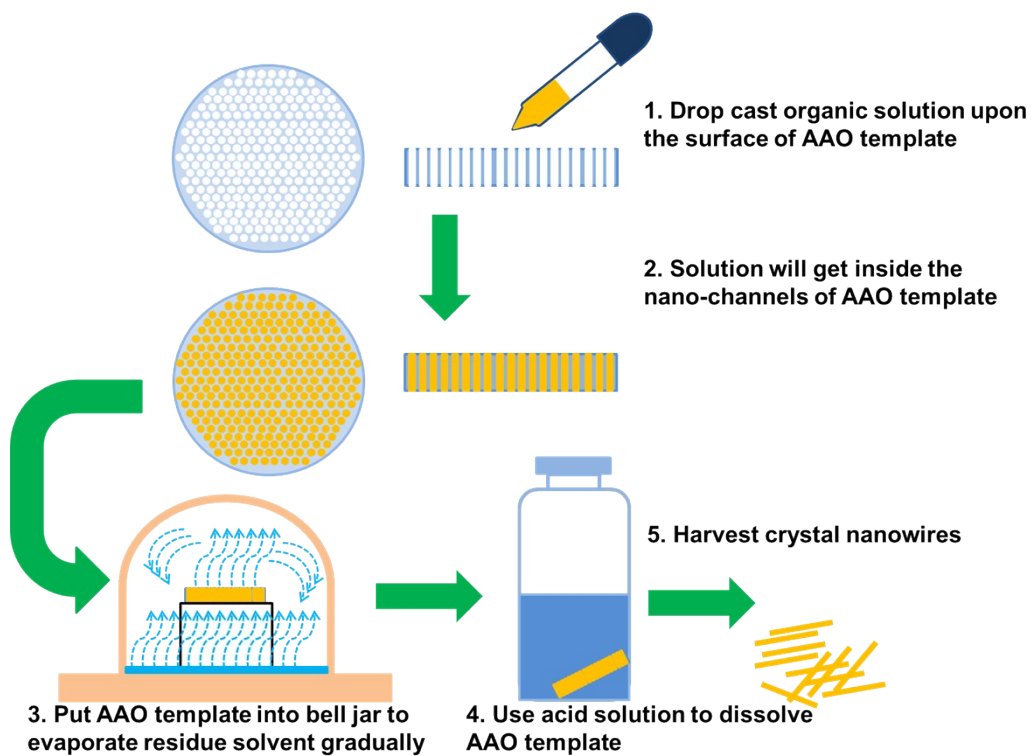 1. Drop cast organic solution upon
the surface of AAO template
2. Solution will get inside the
nano-channels of AAO template
5. Harvest crystal nanowires
3. Put AAO template into bell jar to
evaporate residue solvent gradually
4. Use acid solution to dissolve
AAO template